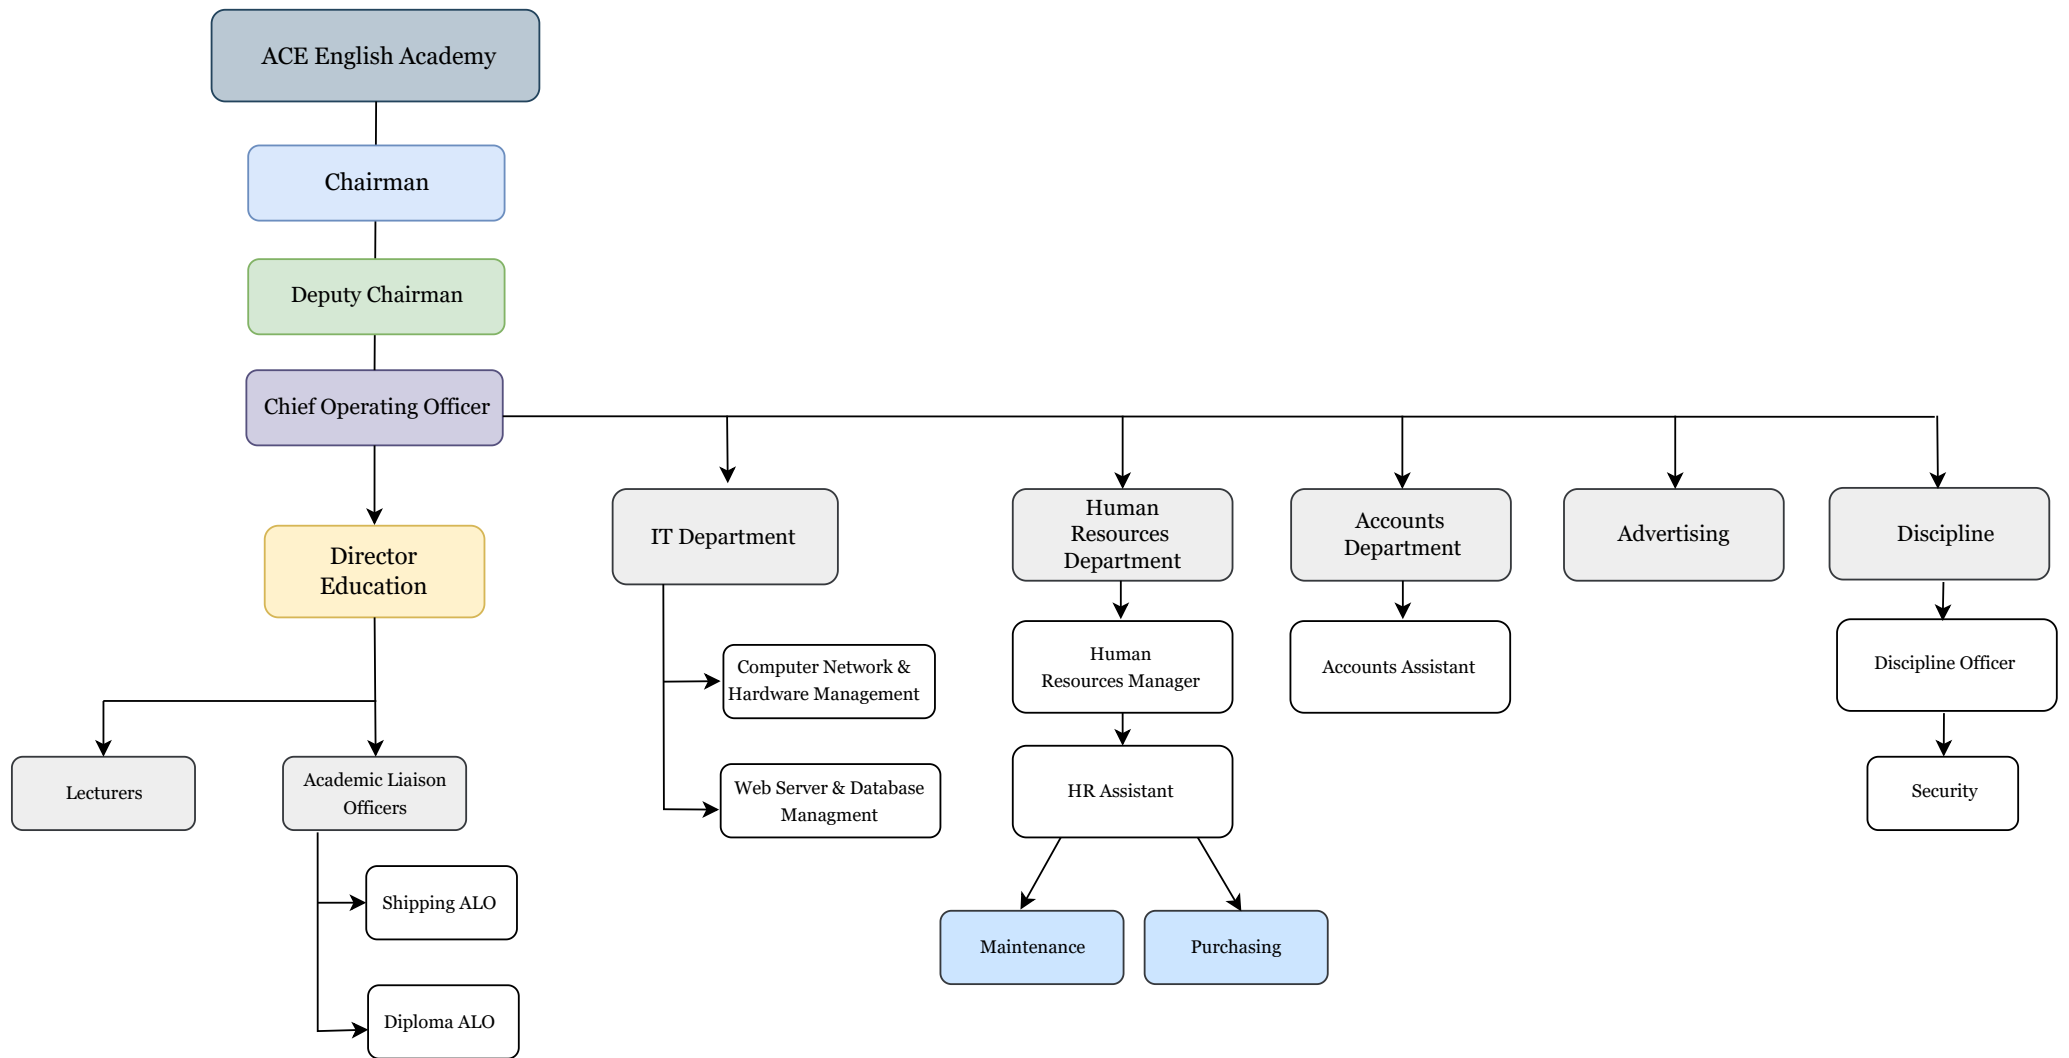 ACE English Academy
Chairman
Deputy Chairman
Chief Operating Officer
Director
Education
IT Department
Human
Resources
Department
Accounts
Department
Advertising
Discipline
Computer Network &
Hardware Management
Web Server & Database
Managment
Human
Resources Manager
HR Assistant
Maintenance
Purchasing
Accounts Assistant
Discipline Officer
Security
Lecturers
Academic Liaison
Officers
Shipping ALO
Diploma ALO